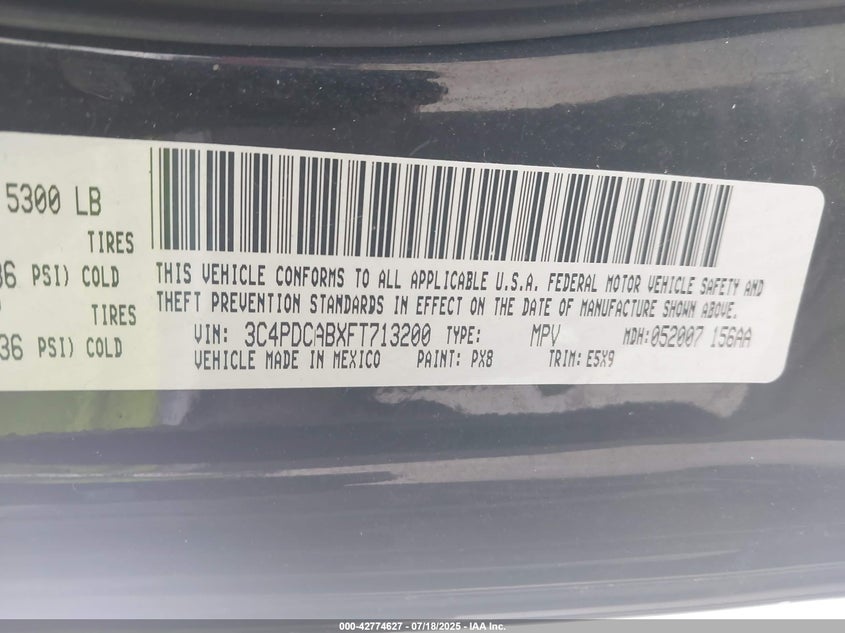 5300 LB
TIRES
36 PSI) COLD
TIRES
36 PSI) COLD
THIS VEHICLE CONFORMS TO ALL APPLICABLE U.S.A. FEDERAL MOTOR VEHICLE SAFETY AND
THEFT PREVENTION STANDARDS IN EFFECT ON THE DATE OF MANUFACTURE SHOWN ABOVE.
VIN: 3C4PDCABXFT713200 TYPE: MPV MDH:052007 156AA
VEHICLE MADE IN MEXICO PAINT: PX8 TRIM: E5X9
000-42774627 - 07/18/2025 - IAA Inc.